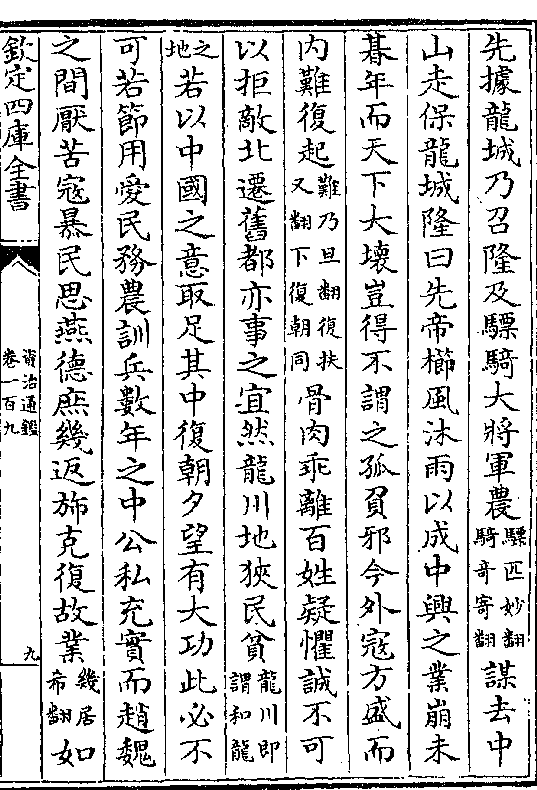 先據龍城乃召隆及驃騎大將軍農驃匹妙翻騎奇寄翻謀去中
山走保龍城隆曰先帝櫛風沐雨以成中興之業崩未
朞年而天下大壞豈得不謂之孤負邪今外寇方盛而
内難復起難乃旦翻復扶又翻下復朝同骨肉乖離百姓疑懼誠不可
以拒敵北遷舊都亦事之宜然龍川地狹民貧龍川即謂和龍
之地若以中國之意取足其中復朝夕望有大功此必不
可若節用愛民務農訓兵數年之中公私充實而趙魏
之間厭苦寇暴民思燕德庶幾返斾克復故業幾居希翻如
欽定四庫全書
資治通鑑
卷一百九
九